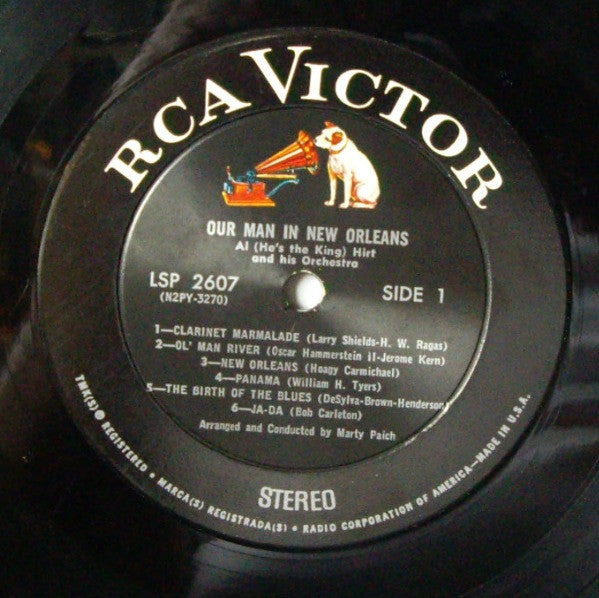 RCA VICTOR
OUR MAN IN NEW ORLEANS
Al (He's the King) Hirt
and his Orchestra
LSP 2607
(N2PY-3270)
SIDE 1
1—CLARINET MARMALADE (Larry Shields-H. W. Ragas)
2—OL' MAN RIVER (Oscar Hammerstein II-Jerome Kern)
3—NEW ORLEANS (Hoagy Carmichael)
4—PANAMA (William H. Tyers)
5—THE BIRTH OF THE BLUES (DeSylva-Brown-Henderson)
6—JA-DA (Bob Carleton)
Arranged and Conducted by Marty Paich
STEREO
TMK(S) ® REGISTERED • MARCA(S) REGISTRADA(S) • RADIO CORPORATION OF AMERICA—MADE IN U.S.A.